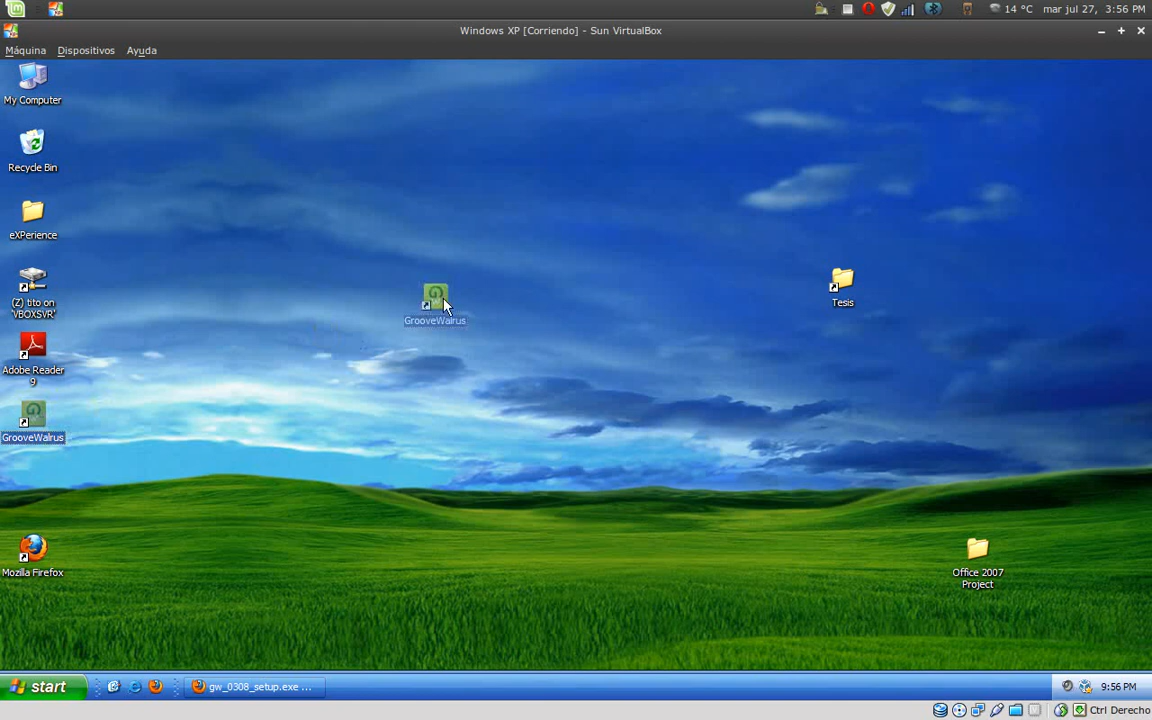 14 °C
mar jul 27, 3:56 PM
Windows XP [Corriendo] - Sun VirtualBox
Máquina
Dispositivos
Ayuda
My Computer
Recycle Bin
eXPerience
(Z) tito on
'VBOXSVR'
Adobe Reader
9
GrooveWalrus
GrooveWalrus
Tesis
Mozilla Firefox
Office 2007
Project
start
gw_0308_setup.exe ...
9:56 PM
Ctrl Derecho